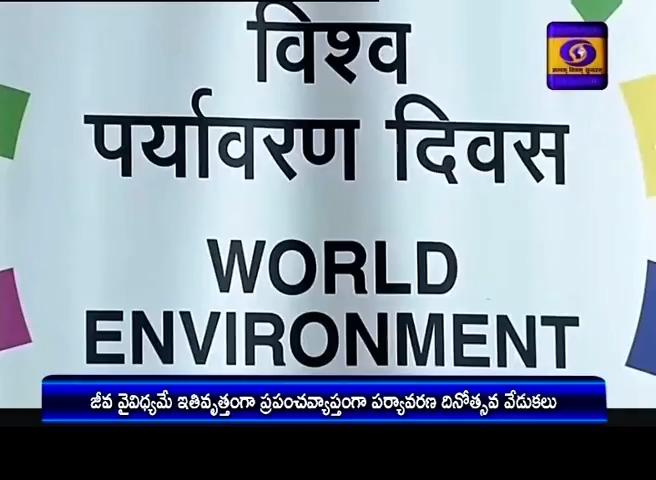 विश्व
पर्यावरण दिवस
WORLD
ENVIRONMENT
జీవ వైవిధ్యమే ఇతివృత్తంగా ప్రపంచవ్యాప్తంగా పర్యావరణ దినోత్సవ వేడుకలు